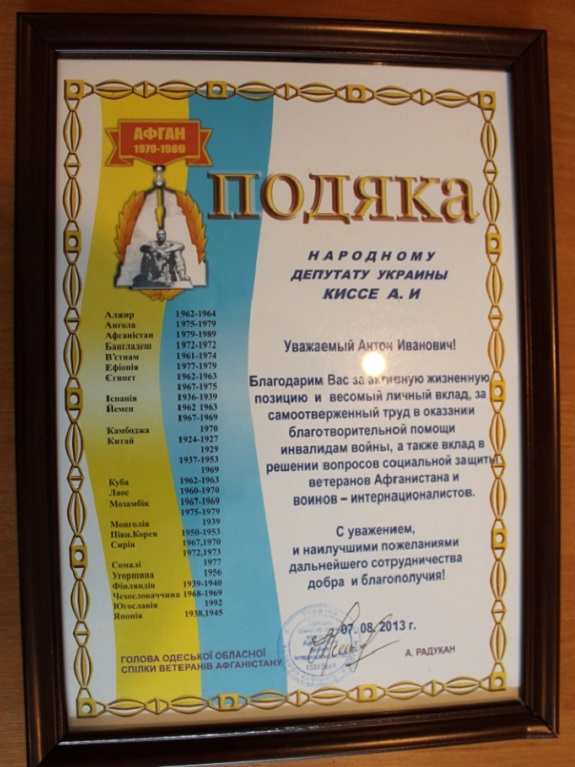 АФГАН
1979-1989
ПОДЯКА
НАРОДНОМУ
ДЕПУТАТУ УКРАИНЫ
КИССЕ А. И
Уважаемый Антон Иванович!
Благодарим Вас за активную жизненную
позицию и весомый личный вклад, за
самоотверженный труд в оказании
благотворительной помощи
инвалидам войны, а также вклад в
решении вопросов социальной защиты
ветеранов Афганистана и
воинов – интернационалистов.
С уважением,
и наилучшими пожеланиями
дальнейшего сотрудничества
добра и благополучия!
Алжир 1962-1964
Ангола 1975-1979
Афганістан 1979-1989
Бангладеш 1972-1972
В'єтнам 1961-1974
Ефіопія 1977-1979
Єгипет 1962-1963
1967-1975
Іспанія 1936-1939
Йемен 1962 1963
1967-1969
Камбоджа 1970
Китай 1924-1927
1929
1937-1953
1969
Куба 1962-1963
Лаос 1960-1970
Мозамбік 1967-1969
1975-1979
Монголія 1939
Півн.Корея 1950-1953
Сирія 1967,1970
1972,1973
Сомалі 1977
Угорщина 1956
Фінляндія 1939-1940
Чехословаччина 1968-1969
Югославія 1992
Японія 1938,1945
07. 08. 2013 г.
ГОЛОВА ОДЕСЬКОЇ ОБЛАСНОЇ
СПІЛКИ ВЕТЕРАНІВ АФГАНІСТАНУ
А. РАДУКАН